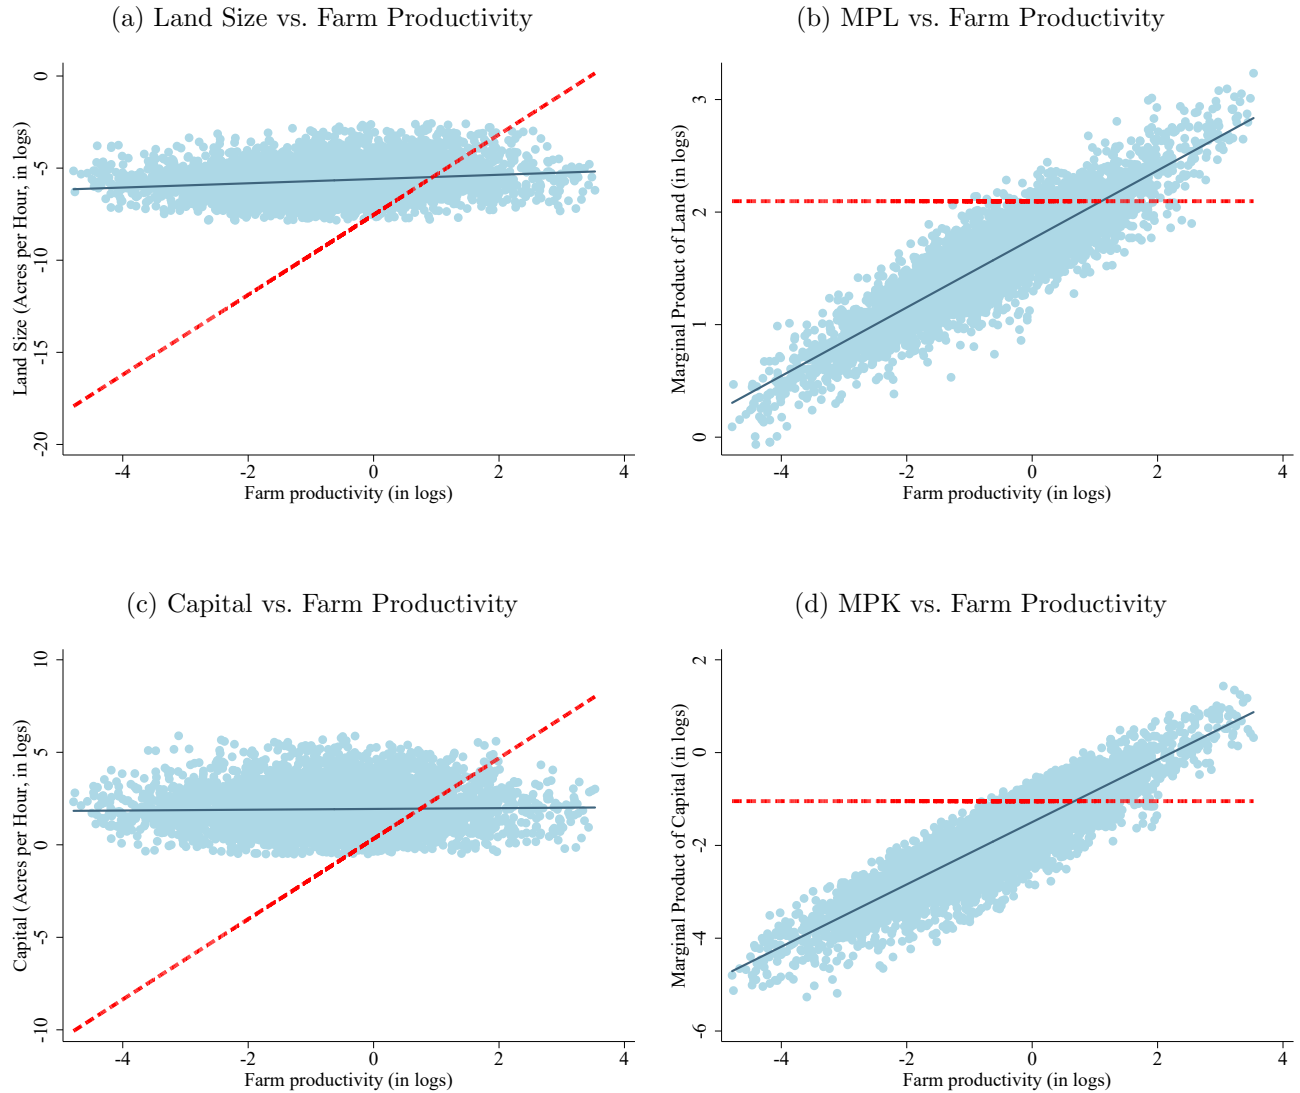 (a) Land Size vs. Farm Productivity
Land Size (Acres per Hour, in logs)
0
-5
-10
-15
-20
-4 -2 0 2 4
Farm productivity (in logs)
(b) MPL vs. Farm Productivity
Marginal Product of Land (in logs)
3
2
1
0
-4 -2 0 2 4
Farm productivity (in logs)
(c) Capital vs. Farm Productivity
Capital (Acres per Hour, in logs)
10
5
0
-5
-10
-4 -2 0 2 4
Farm productivity (in logs)
(d) MPK vs. Farm Productivity
Marginal Product of Capital (in logs)
2
0
-2
-4
-6
-4 -2 0 2 4
Farm productivity (in logs)